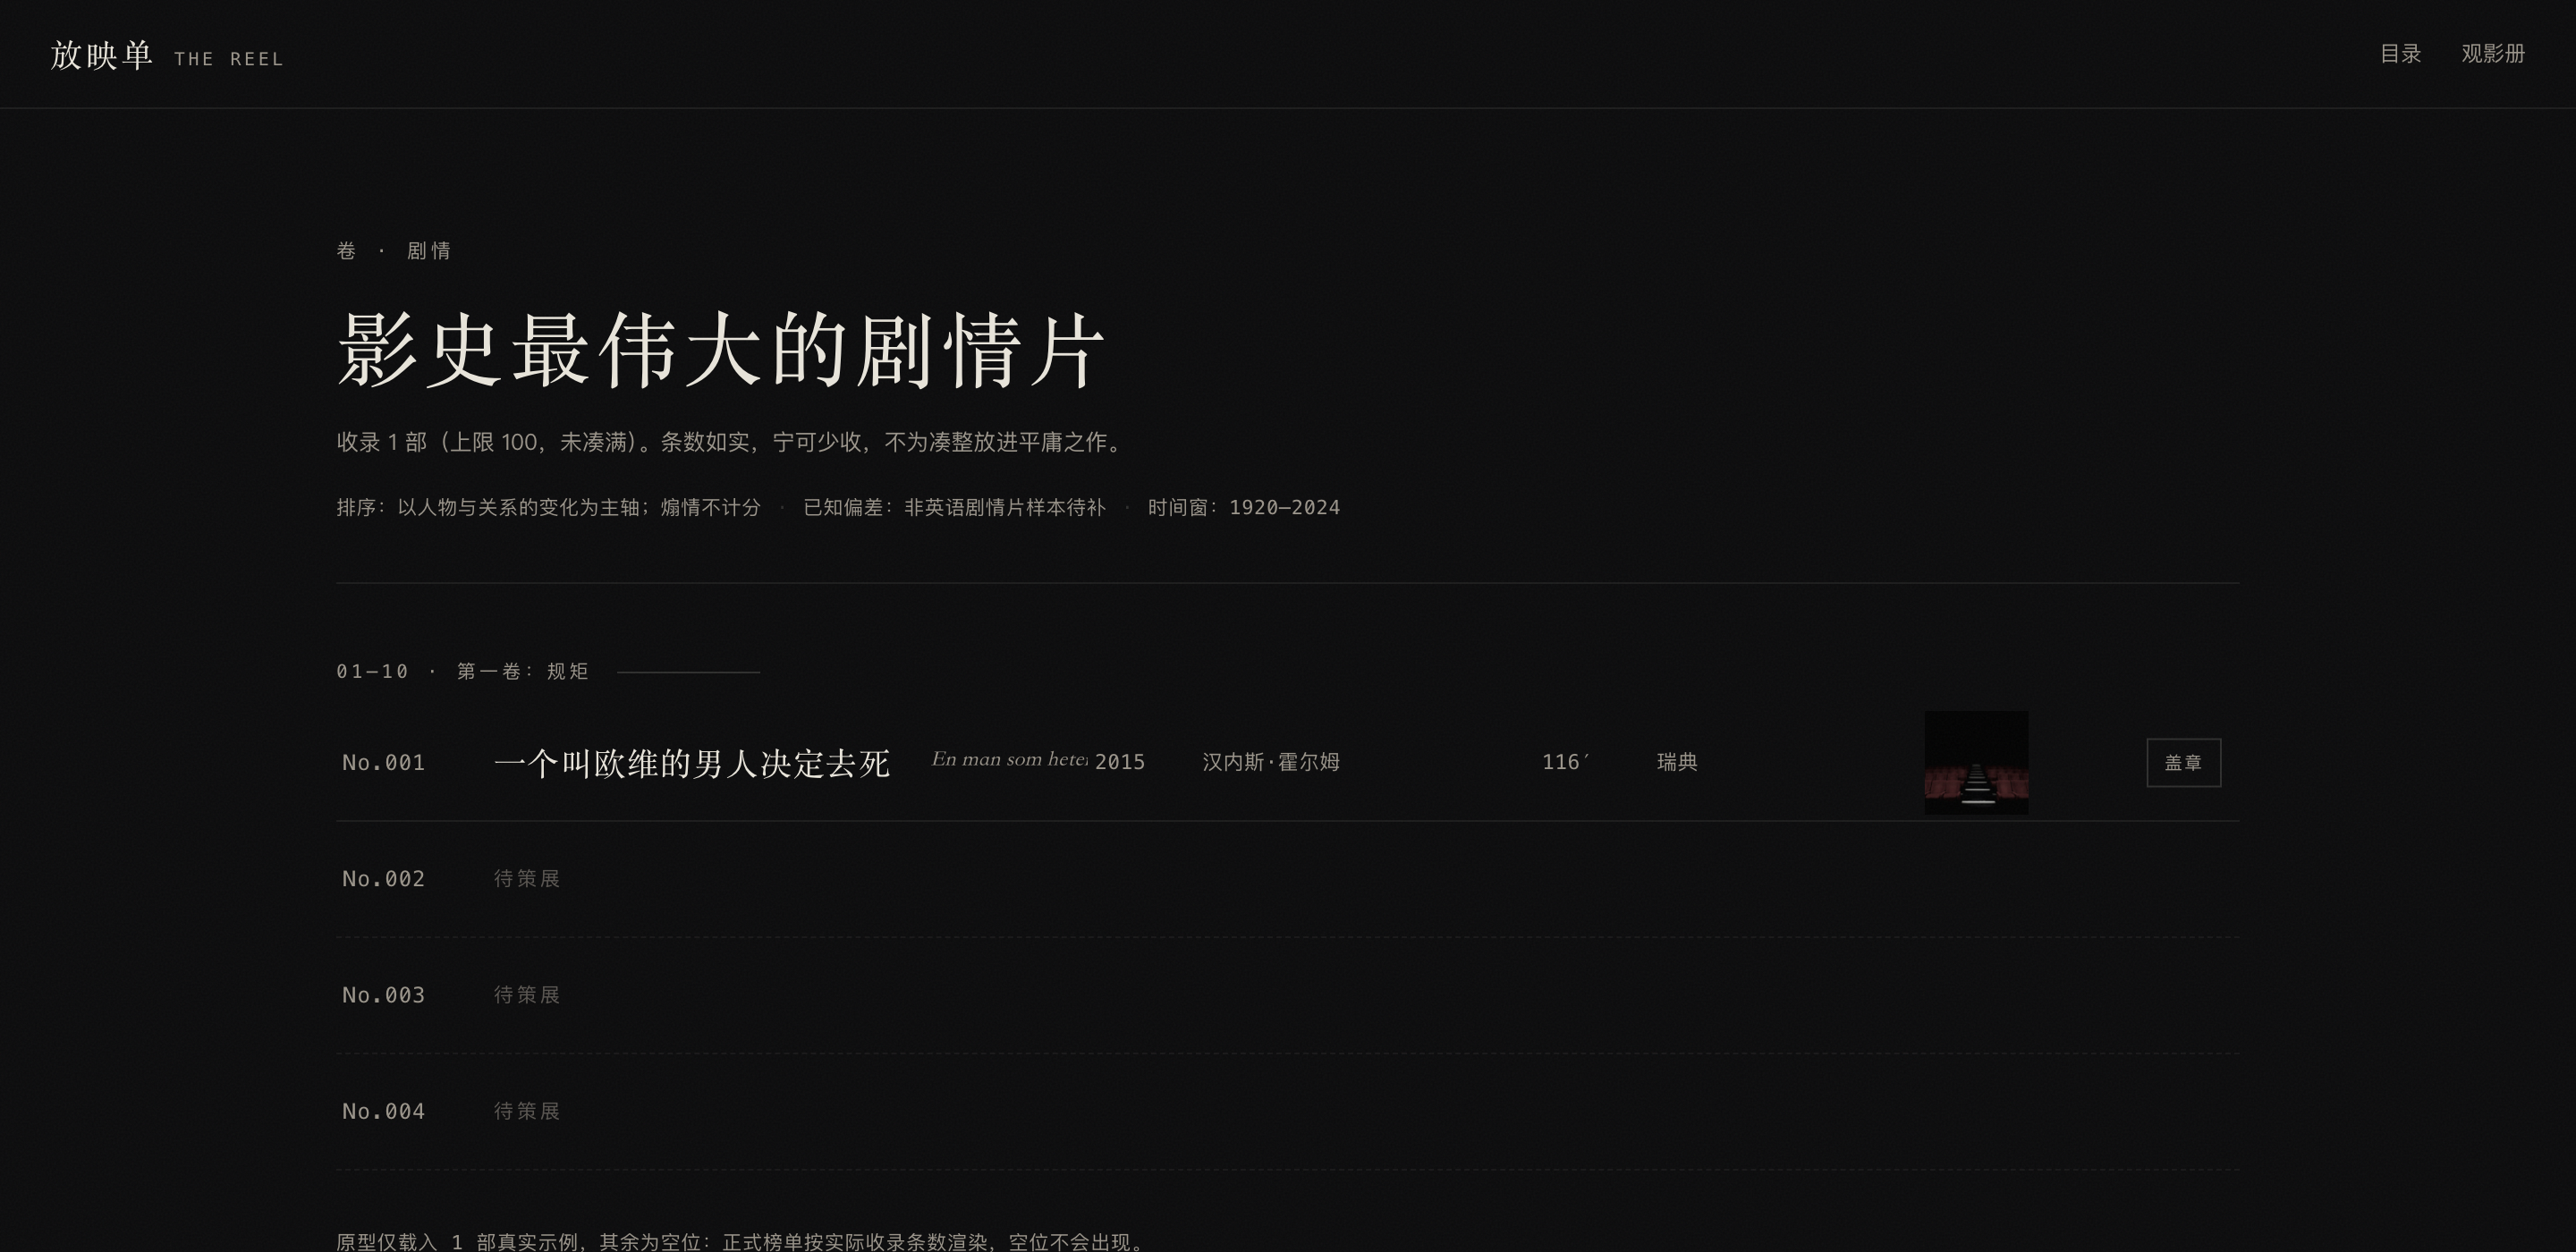 放映单 THE REEL 目录 观影册
卷 · 剧情
影史最伟大的剧情片
收录 1 部（上限 100，未凑满）。条数如实，宁可少收，不为凑整放进平庸之作。
排序：以人物与关系的变化为主轴；煽情不计分 · 已知偏差：非英语剧情片样本待补 · 时间窗：1920—2024
01—10 · 第一卷：规矩
No.001 一个叫欧维的男人决定去死 En man som heter 2015 汉内斯·霍尔姆 116′ 瑞典 盖章
No.002 待策展
No.003 待策展
No.004 待策展
原型仅载入 1 部真实示例，其余为空位；正式榜单按实际收录条数渲染，空位不会出现。